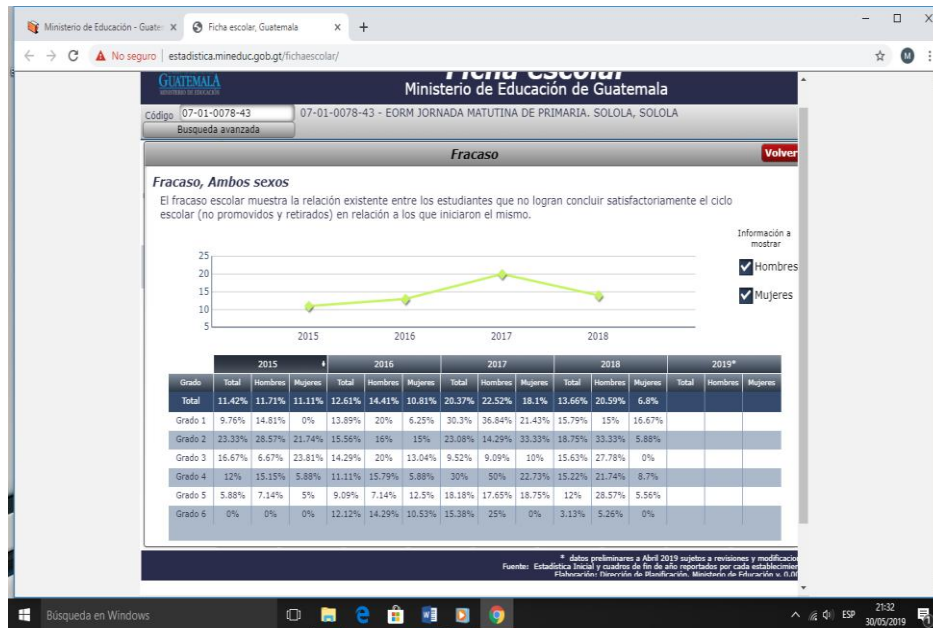 Ministerio de Educación - Guate
Ficha escolar, Guatemala
No seguro | estadistica.mineduc.gob.gt/fichaescolar/
M
GUATEMALA
MINISTERIO DE EDUCACIÓN
Ficha Escolar
Ministerio de Educación de Guatemala
Código 07-01-0078-43 07-01-0078-43 - EORM JORNADA MATUTINA DE PRIMARIA. SOLOLA, SOLOLA
Busqueda avanzada
Fracaso
Volver
Fracaso, Ambos sexos
El fracaso escolar muestra la relación existente entre los estudiantes que no logran concluir satisfactoriamente el ciclo
escolar (no promovidos y retirados) en relación a los que iniciaron el mismo.
Información a
mostrar
Hombres
Mujeres
25
20
15
10
5
2015 2016 2017 2018
2015 2016 2017 2018 2019*
Grado Total Hombres Mujeres Total Hombres Mujeres Total Hombres Mujeres Total Hombres Mujeres Total Hombres Mujeres
Total 11.42% 11.71% 11.11% 12.61% 14.41% 10.81% 20.37% 22.52% 18.1% 13.66% 20.59% 6.8%
Grado 1 9.76% 14.81% 0% 13.89% 20% 6.25% 30.3% 36.84% 21.43% 15.79% 15% 16.67%
Grado 2 23.33% 28.57% 21.74% 15.56% 16% 15% 23.08% 14.29% 33.33% 18.75% 33.33% 5.88%
Grado 3 16.67% 6.67% 23.81% 14.29% 20% 13.04% 9.52% 9.09% 10% 15.63% 27.78% 0%
Grado 4 12% 15.15% 5.88% 11.11% 15.79% 5.88% 30% 50% 22.73% 15.22% 21.74% 8.7%
Grado 5 5.88% 7.14% 5% 9.09% 7.14% 12.5% 18.18% 17.65% 18.75% 12% 28.57% 5.56%
Grado 6 0% 0% 0% 12.12% 14.29% 10.53% 15.38% 25% 0% 3.13% 5.26% 0%
* datos preliminares a Abril 2019 sujetos a revisiones y modificacio
Fuente: Estadística Inicial y cuadros de fin de año reportados por cada establecimien
Elaboración: Dirección de Planificación, Ministerio de Educación v. 0.00
Búsqueda en Windows
ESP
21:32
30/05/2019